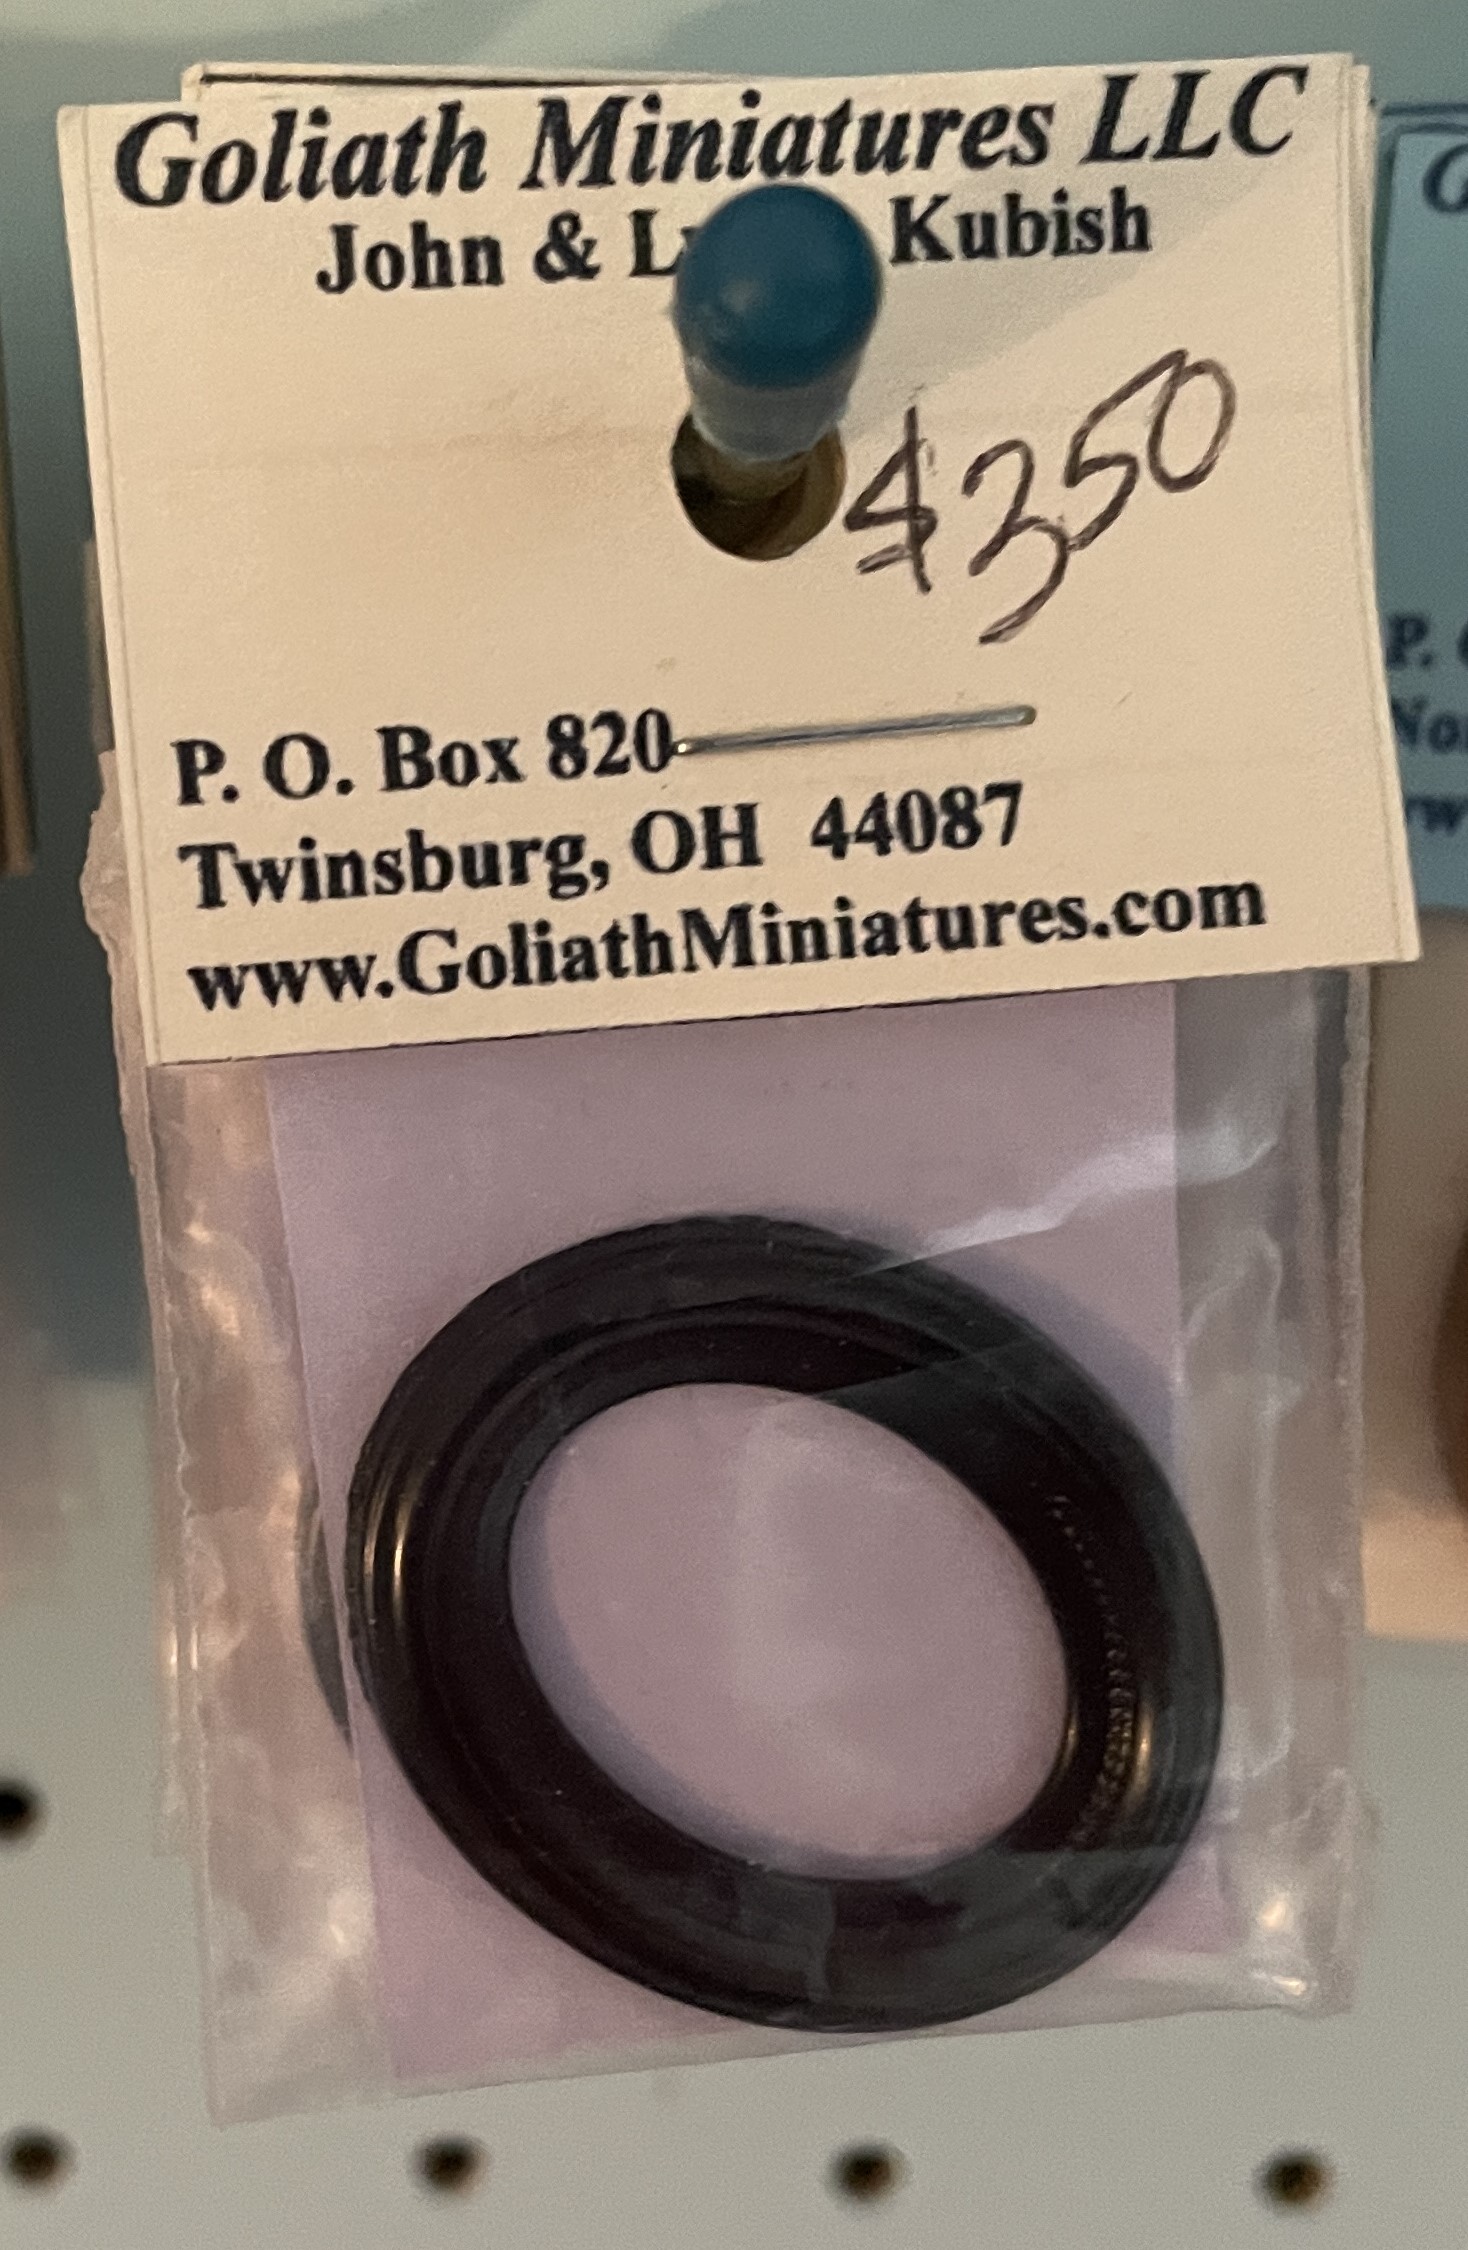 Goliath Miniatures LLC
John & Kubish
$350
P. O. Box 820
Twinsburg, OH 44087
www.GoliathMiniatures.com
G
P.